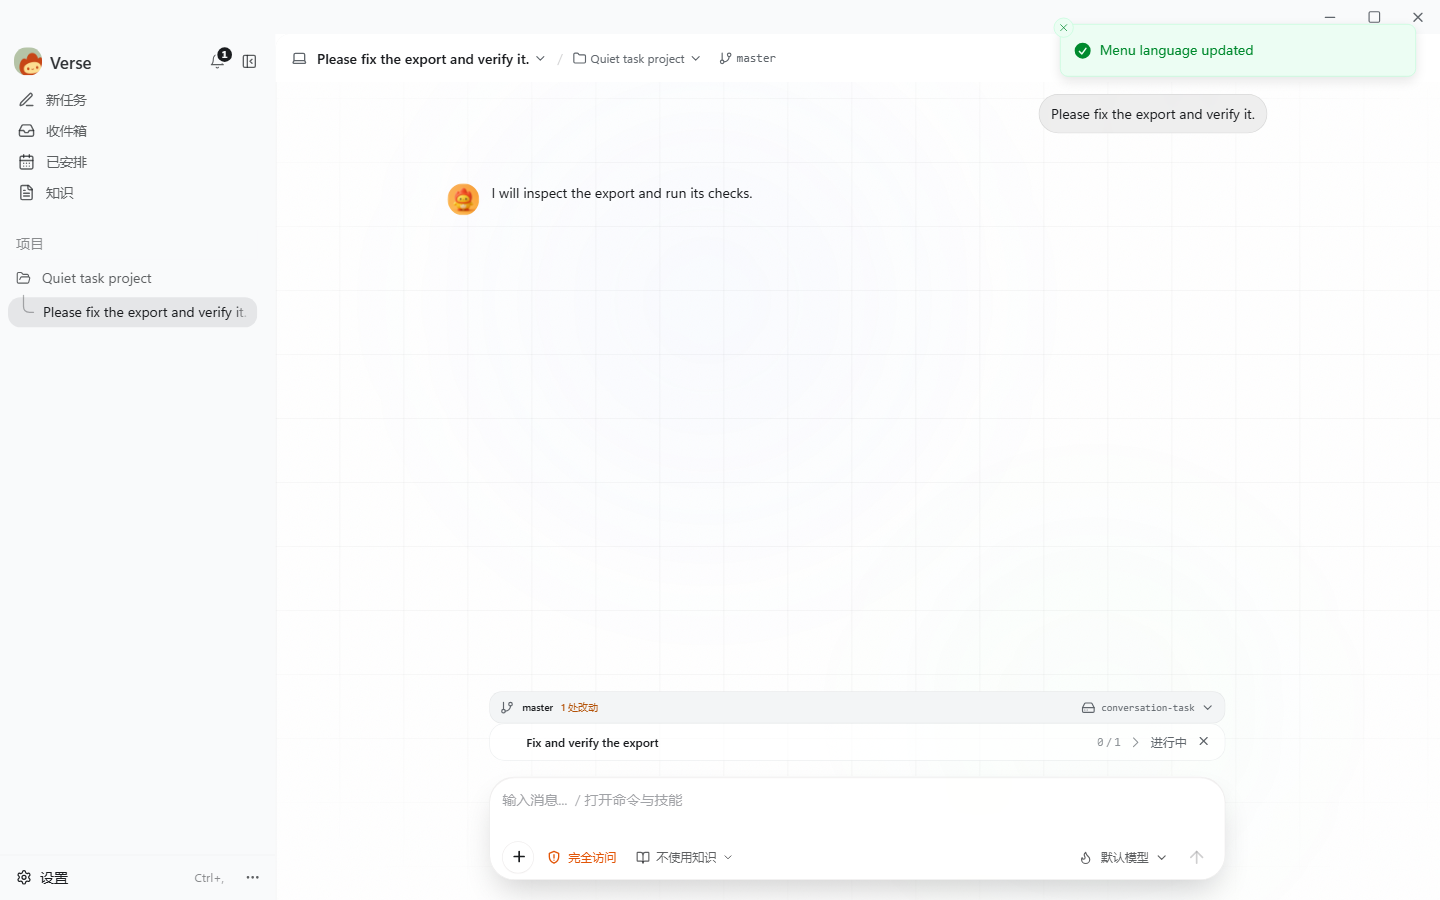 Verse
1
新任务
收件箱
已安排
知识
项目
Quiet task project
Please fix the export and verify it.
设置
Ctrl+,
Please fix the export and verify it.
/
Quiet task project
master
Menu language updated
Please fix the export and verify it.
I will inspect the export and run its checks.
master 1 处改动
conversation-task
Fix and verify the export
0 / 1
进行中
输入消息... / 打开命令与技能
完全访问
不使用知识
默认模型